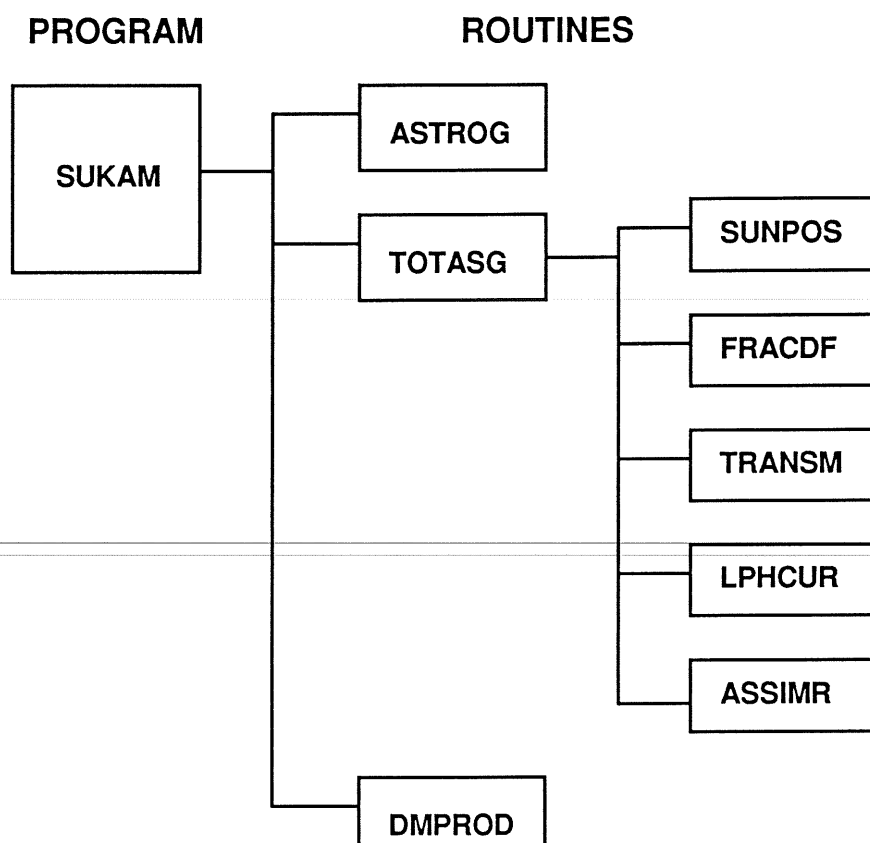 PROGRAM
ROUTINES
SUKAM
ASTROG
TOTASG
SUNPOS
FRACDF
TRANSM
LPHCUR
ASSIMR
DMPROD